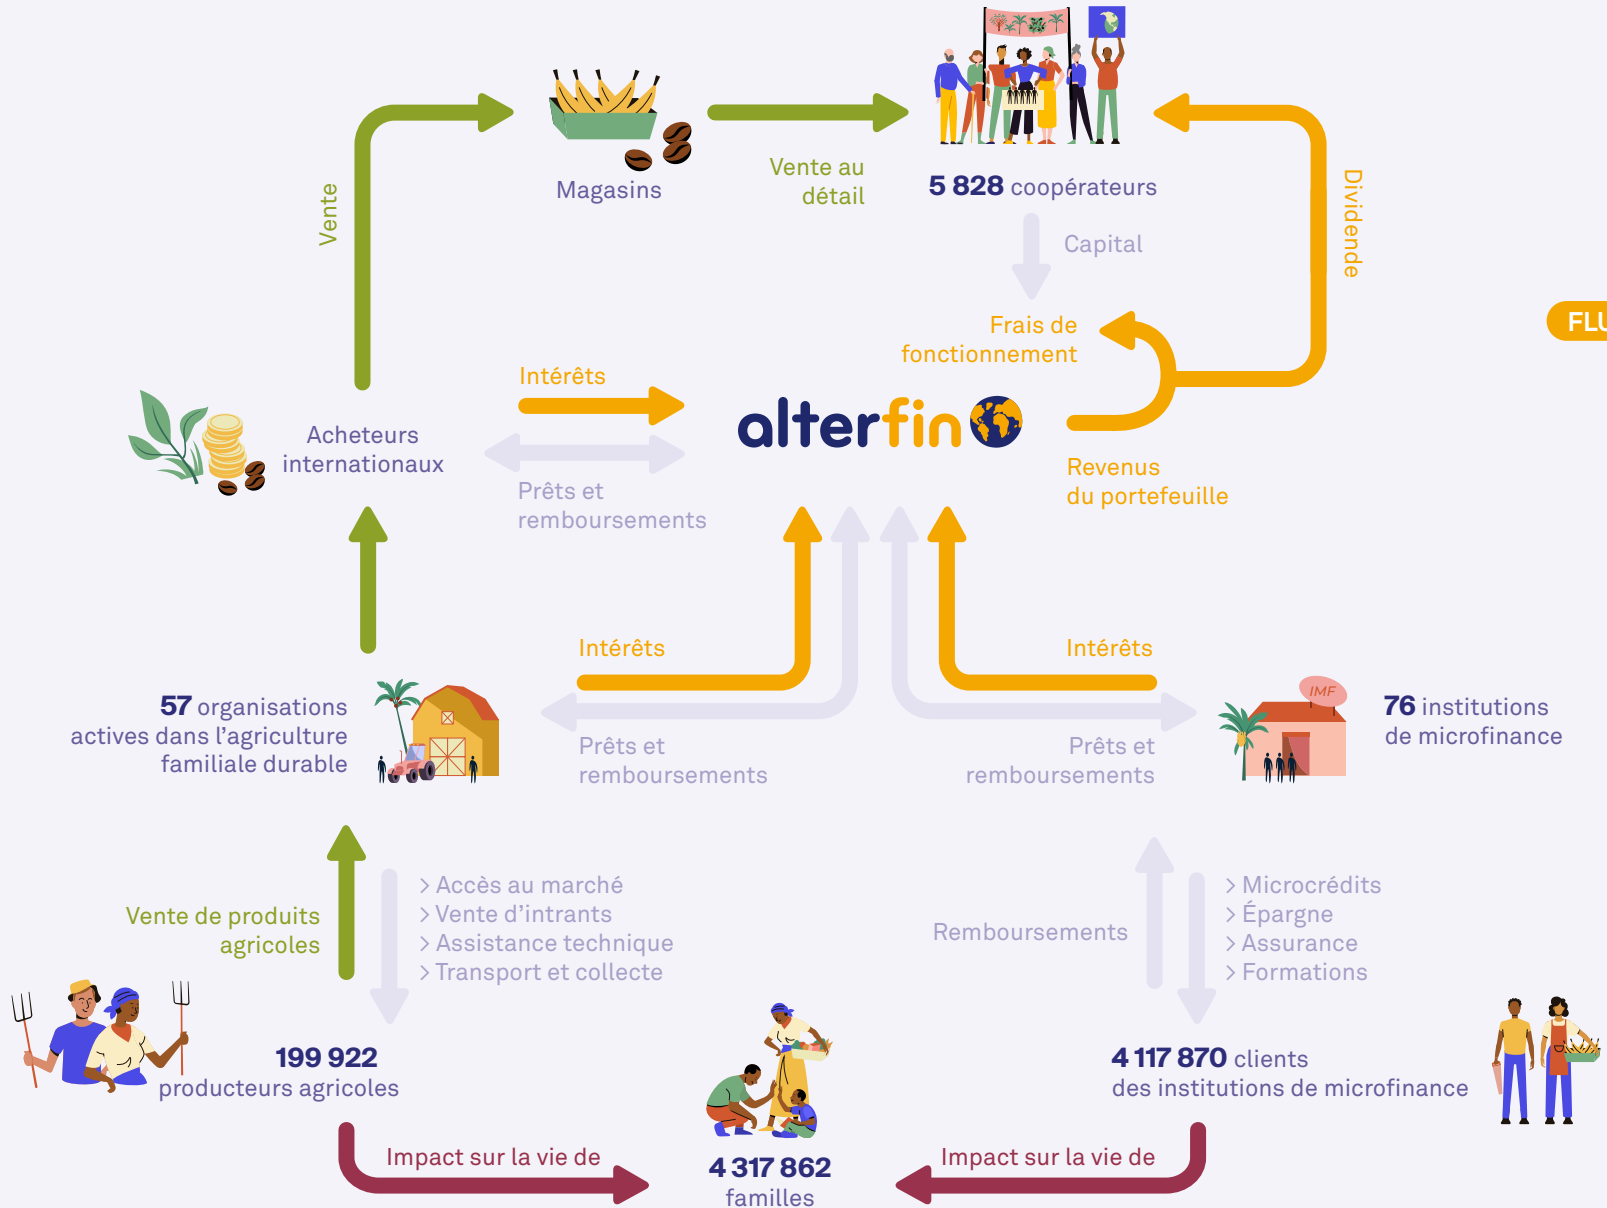 Magasins
Vente au
détail
5 828 coopérateurs
Vente
Dividende
Capital
FLU
Frais de
fonctionnement
Intérêts
alterfin
Acheteurs
internationaux
Prêts et
remboursements
Revenus
du portefeuille
Intérêts
Intérêts
57 organisations
actives dans l'agriculture
familiale durable
IMF
76 institutions
de microfinance
Prêts et
remboursements
Prêts et
remboursements
Vente de produits
agricoles
> Accès au marché
> Vente d'intrants
> Assistance technique
> Transport et collecte
Remboursements
> Microcrédits
> Épargne
> Assurance
> Formations
199 922
producteurs agricoles
4 117 870 clients
des institutions de microfinance
Impact sur la vie de
Impact sur la vie de
4 317 862
familles